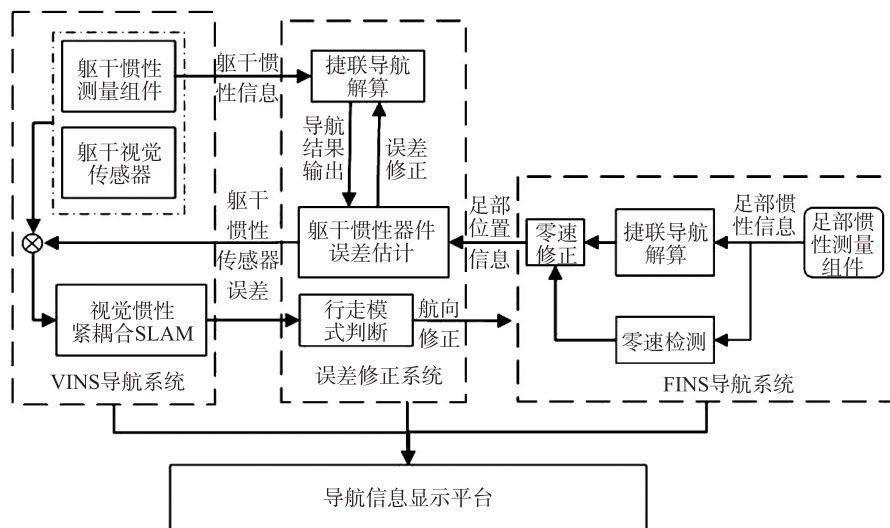 躯干惯性
测量组件
躯干视觉
传感器
视觉惯性
紧耦合SLAM
VINS导航系统
躯干惯
性信息
躯干
惯性
传感器
误差
捷联导航
解算
导航
结果
输出
误差
修正
躯干惯性器件
误差估计
行走模
式判断
航向
修正
误差修正系统
足部
位置
信息
零速
修正
捷联导航
解算
足部惯
性信息
足部惯
性测量
组件
零速检测
FINS导航系统
导航信息显示平台